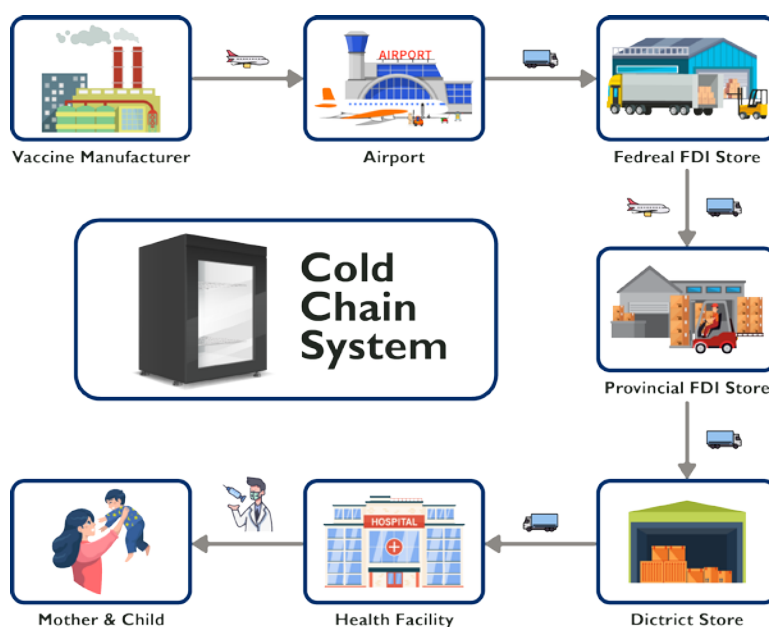 AIRPORT
Vaccine Manufacturer
Airport
Fedreal FDI Store
Cold
Chain
System
Provincial FDI Store
HOSPITAL
Mother & Child
Health Facility
Dictrict Store